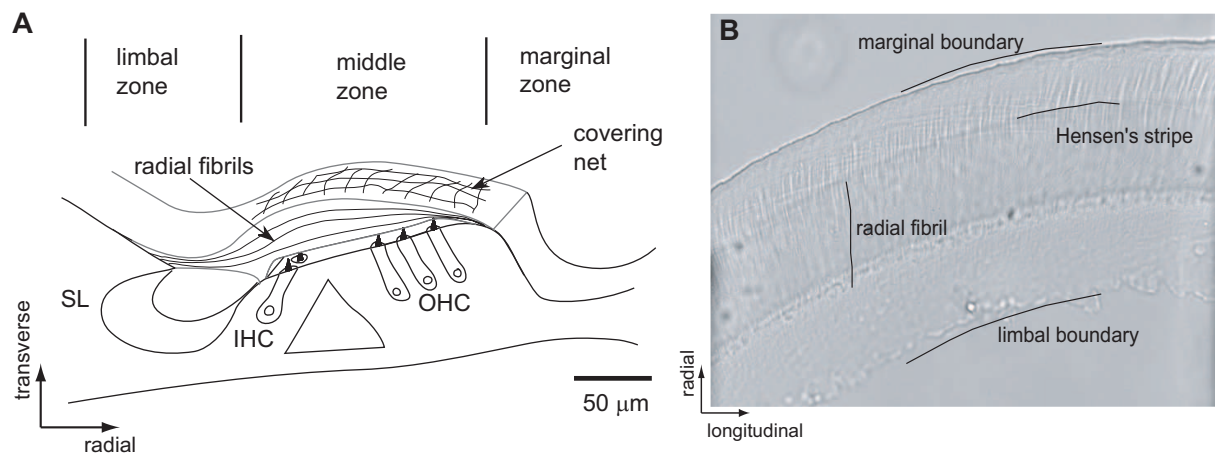 A
limbal
zone
middle
zone
marginal
zone
covering
net
radial fibrils
SL
IHC
OHC
transverse
radial
50 µm
B
marginal boundary
Hensen's stripe
radial fibril
limbal boundary
radial
longitudinal